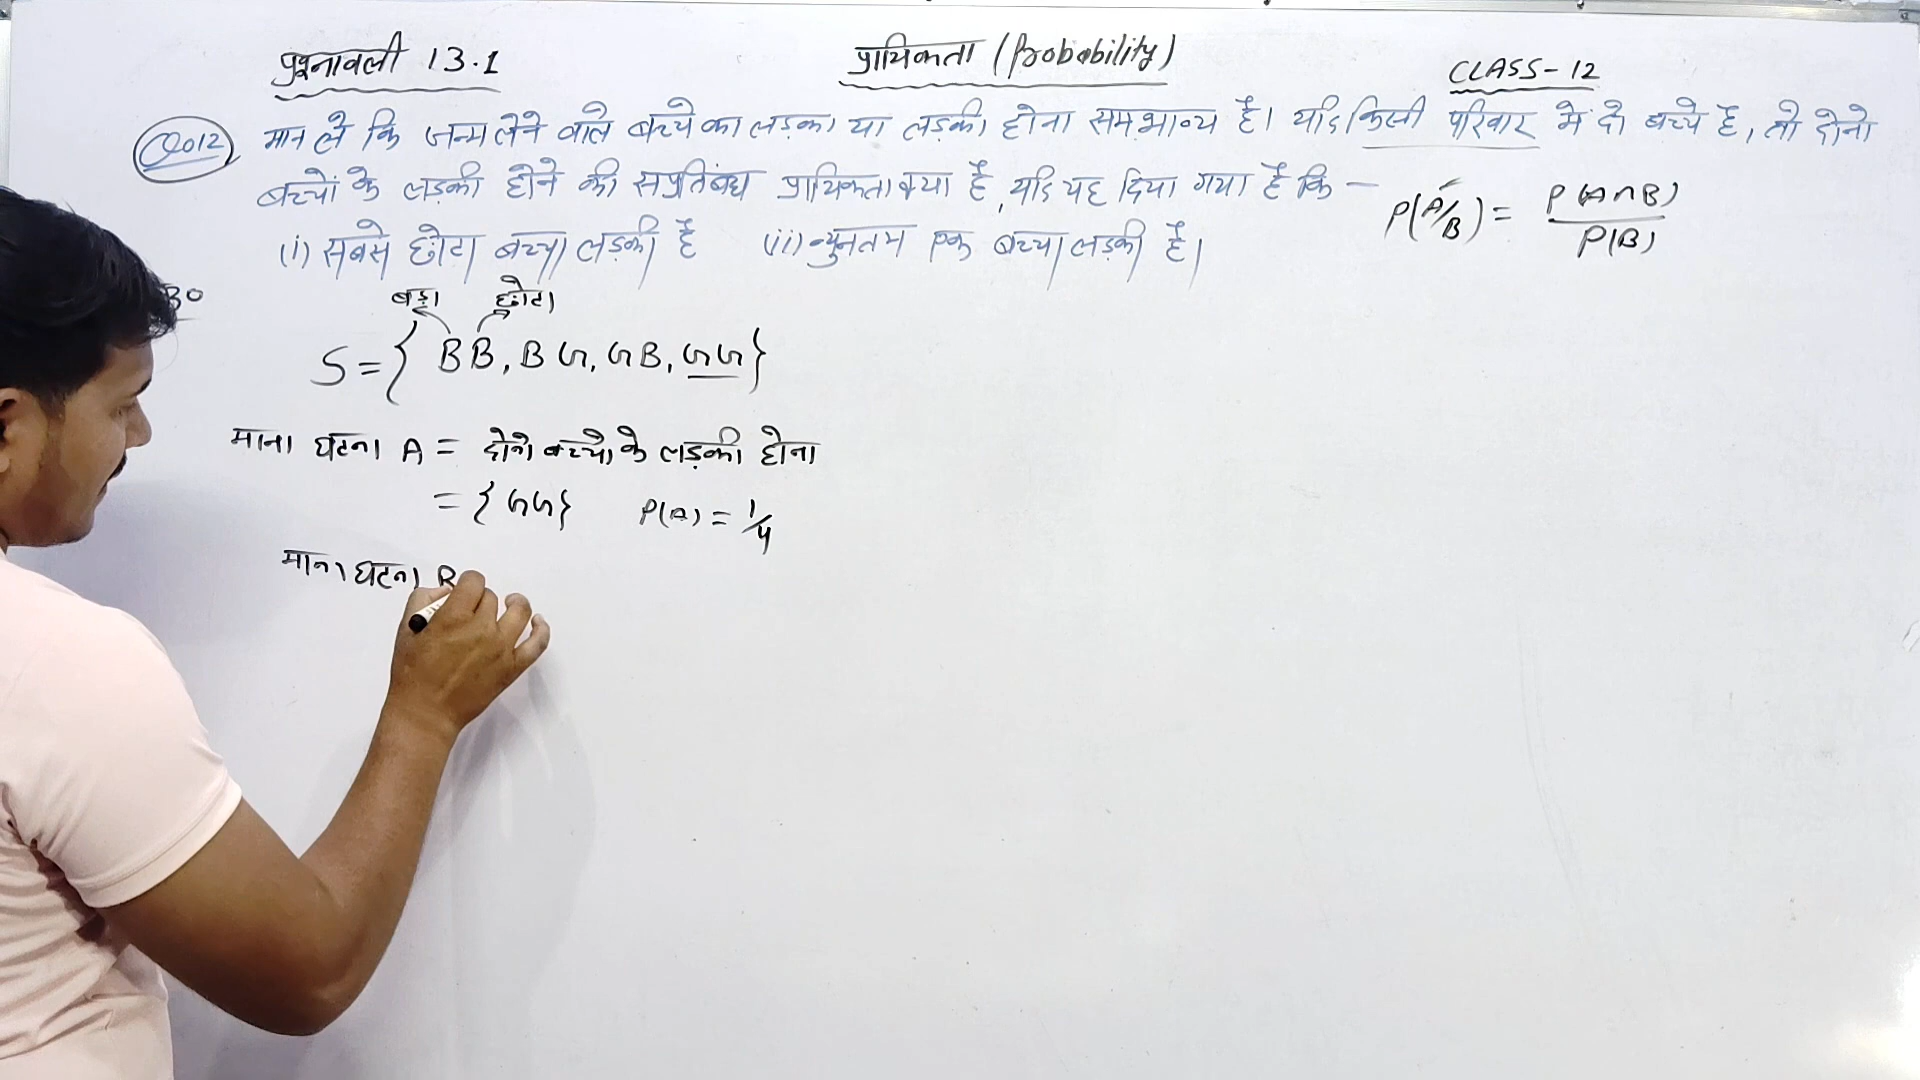 प्रश्नावली 13.1
प्रायिकता (Probability)
CLASS-12
Q012 मान ले कि जन्म लेने वाले बच्चे का लड़का या लड़की होना समभाव्य है। यदि किसी परिवार में दो बच्चे है, तो दोनो
बच्चों के लड़की होने की सप्रतिबंध प्रायिकता क्या है, यदि यह दिया गया है कि —
(i) सबसे छोटा बच्चा लड़की है (ii) न्युनतम एक बच्चा लड़की है।
P(A/B) = P(A∩B)/P(B)
बड़ा छोटा
S = { BB, BG, GB, GG }
माना घटना A = दोनो बच्चो के लड़की होना
= { GG } P(A) = 1/4
माना घटना B